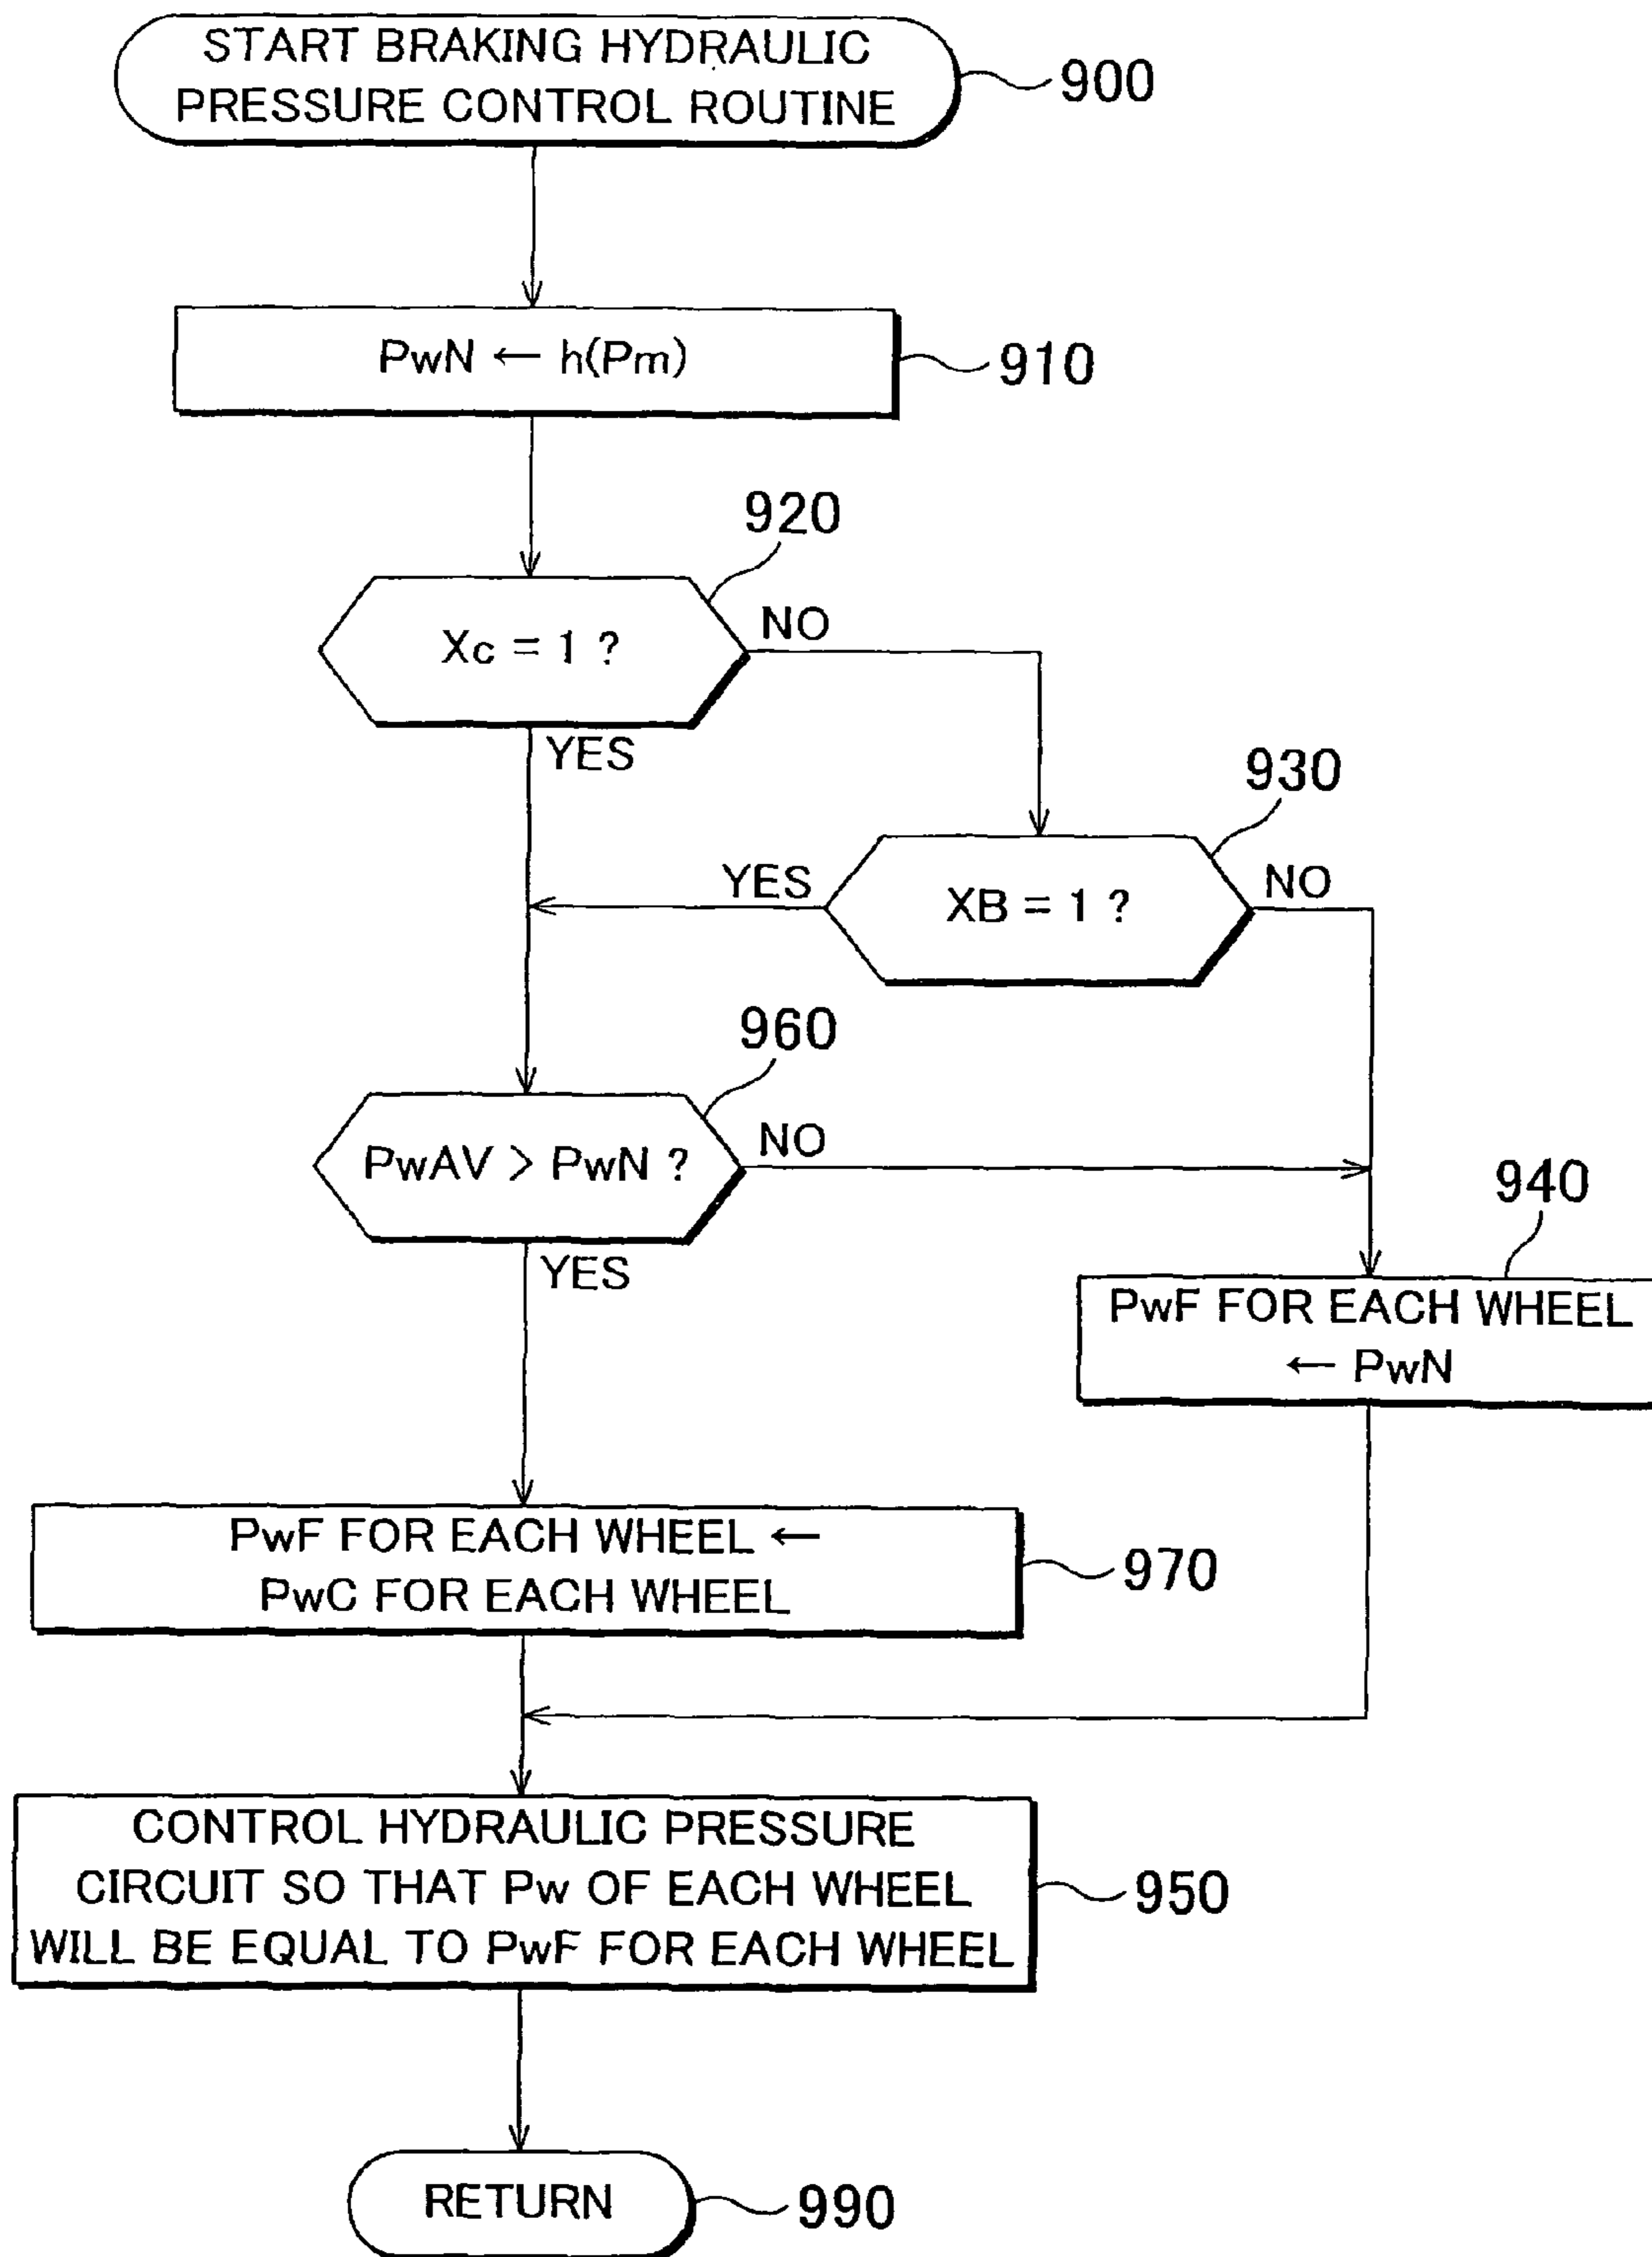 START BRAKING HYDRAULIC
PRESSURE CONTROL ROUTINE
900
PwN ← h(Pm)
910
920
Xc = 1 ?
NO
YES
930
XB = 1 ?
YES
NO
960
PwAV > PwN ?
NO
YES
940
PwF FOR EACH WHEEL
← PwN
PwF FOR EACH WHEEL ←
PwC FOR EACH WHEEL
970
CONTROL HYDRAULIC PRESSURE
CIRCUIT SO THAT Pw OF EACH WHEEL
WILL BE EQUAL TO PwF FOR EACH WHEEL
950
RETURN
990